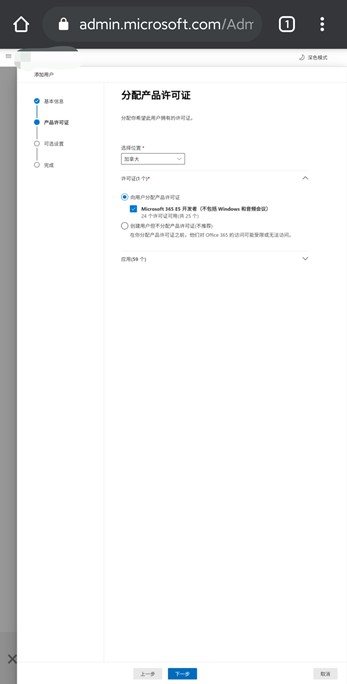 admin.microsoft.com/Adm
1
深色模式
添加用户
基本信息
产品许可证
可选设置
完成
分配产品许可证
分配你希望此用户拥有的许可证。
选择位置 *
加拿大
许可证(1 个)*
向用户分配产品许可证
Microsoft 365 E5 开发者（不包括 Windows 和音频会议）
24 个许可证可用(共 25 个)
创建用户但不分配产品许可证(不推荐)
在你分配产品许可证之前，他们对 Office 365 的访问可能受限或无法访问。
应用(59 个)
上一步
下一步
取消